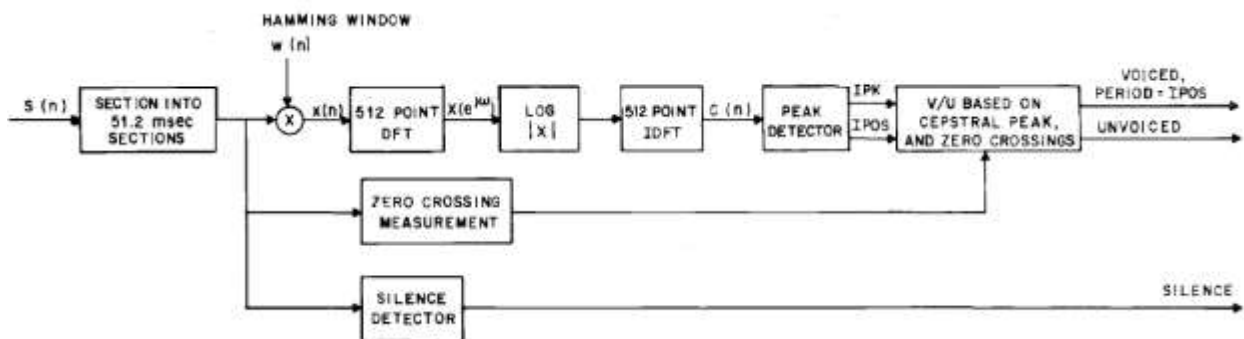 HAMMING WINDOW
w(n)
S(n)
SECTION INTO
51.2 msec
SECTIONS
X
x(n)
512 POINT
DFT
X(e^jω)
LOG
|X|
512 POINT
IDFT
C(n)
PEAK
DETECTOR
IPK
IPOS
V/U BASED ON
CEPSTRAL PEAK,
AND ZERO CROSSINGS
VOICED,
PERIOD = IPOS
UNVOICED
ZERO CROSSING
MEASUREMENT
SILENCE
DETECTOR
SILENCE